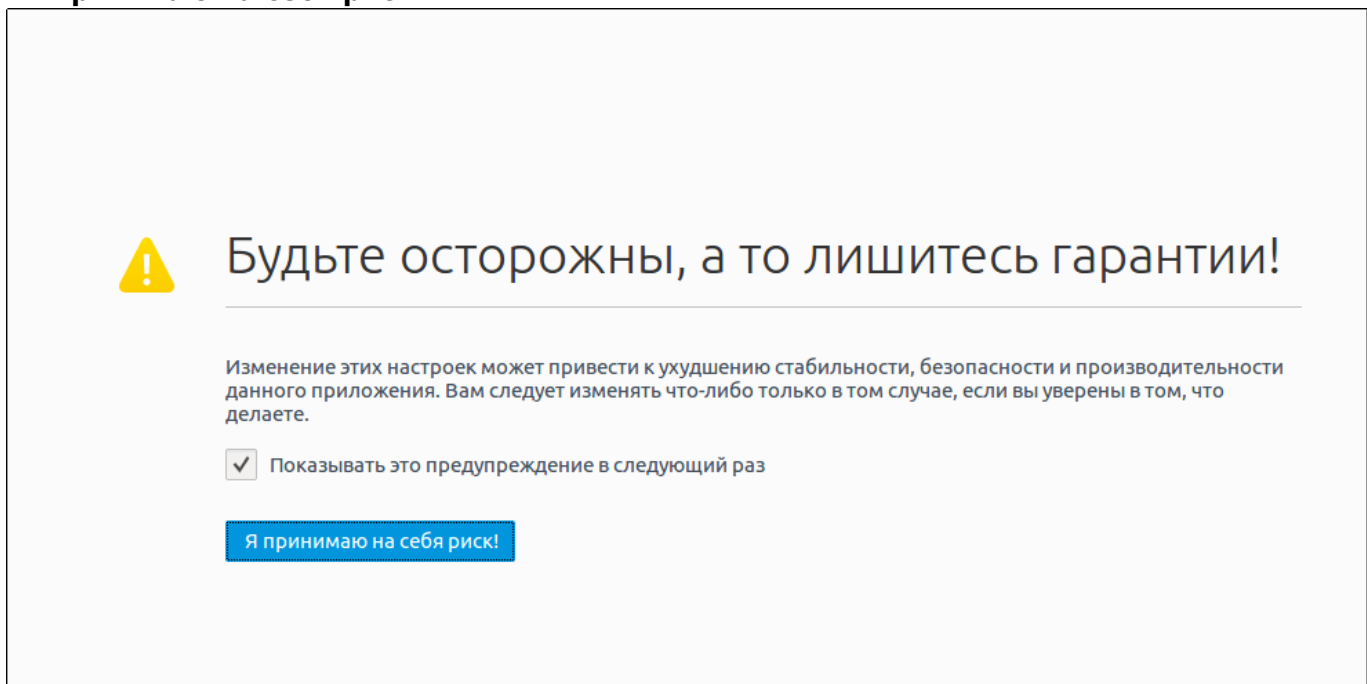 Будьте осторожны, а то лишитесь гарантии!
Изменение этих настроек может привести к ухудшению стабильности, безопасности и производительности
данного приложения. Вам следует изменять что-либо только в том случае, если вы уверены в том, что
делаете.
Показывать это предупреждение в следующий раз
Я принимаю на себя риск!